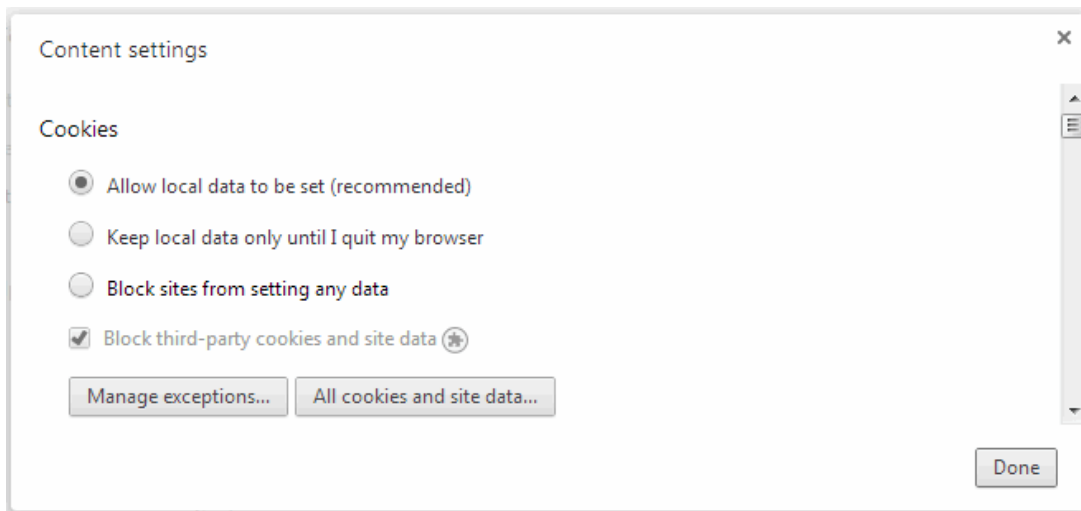 Content settings
Cookies
Allow local data to be set (recommended)
Keep local data only until I quit my browser
Block sites from setting any data
Block third-party cookies and site data
Manage exceptions... All cookies and site data...
Done